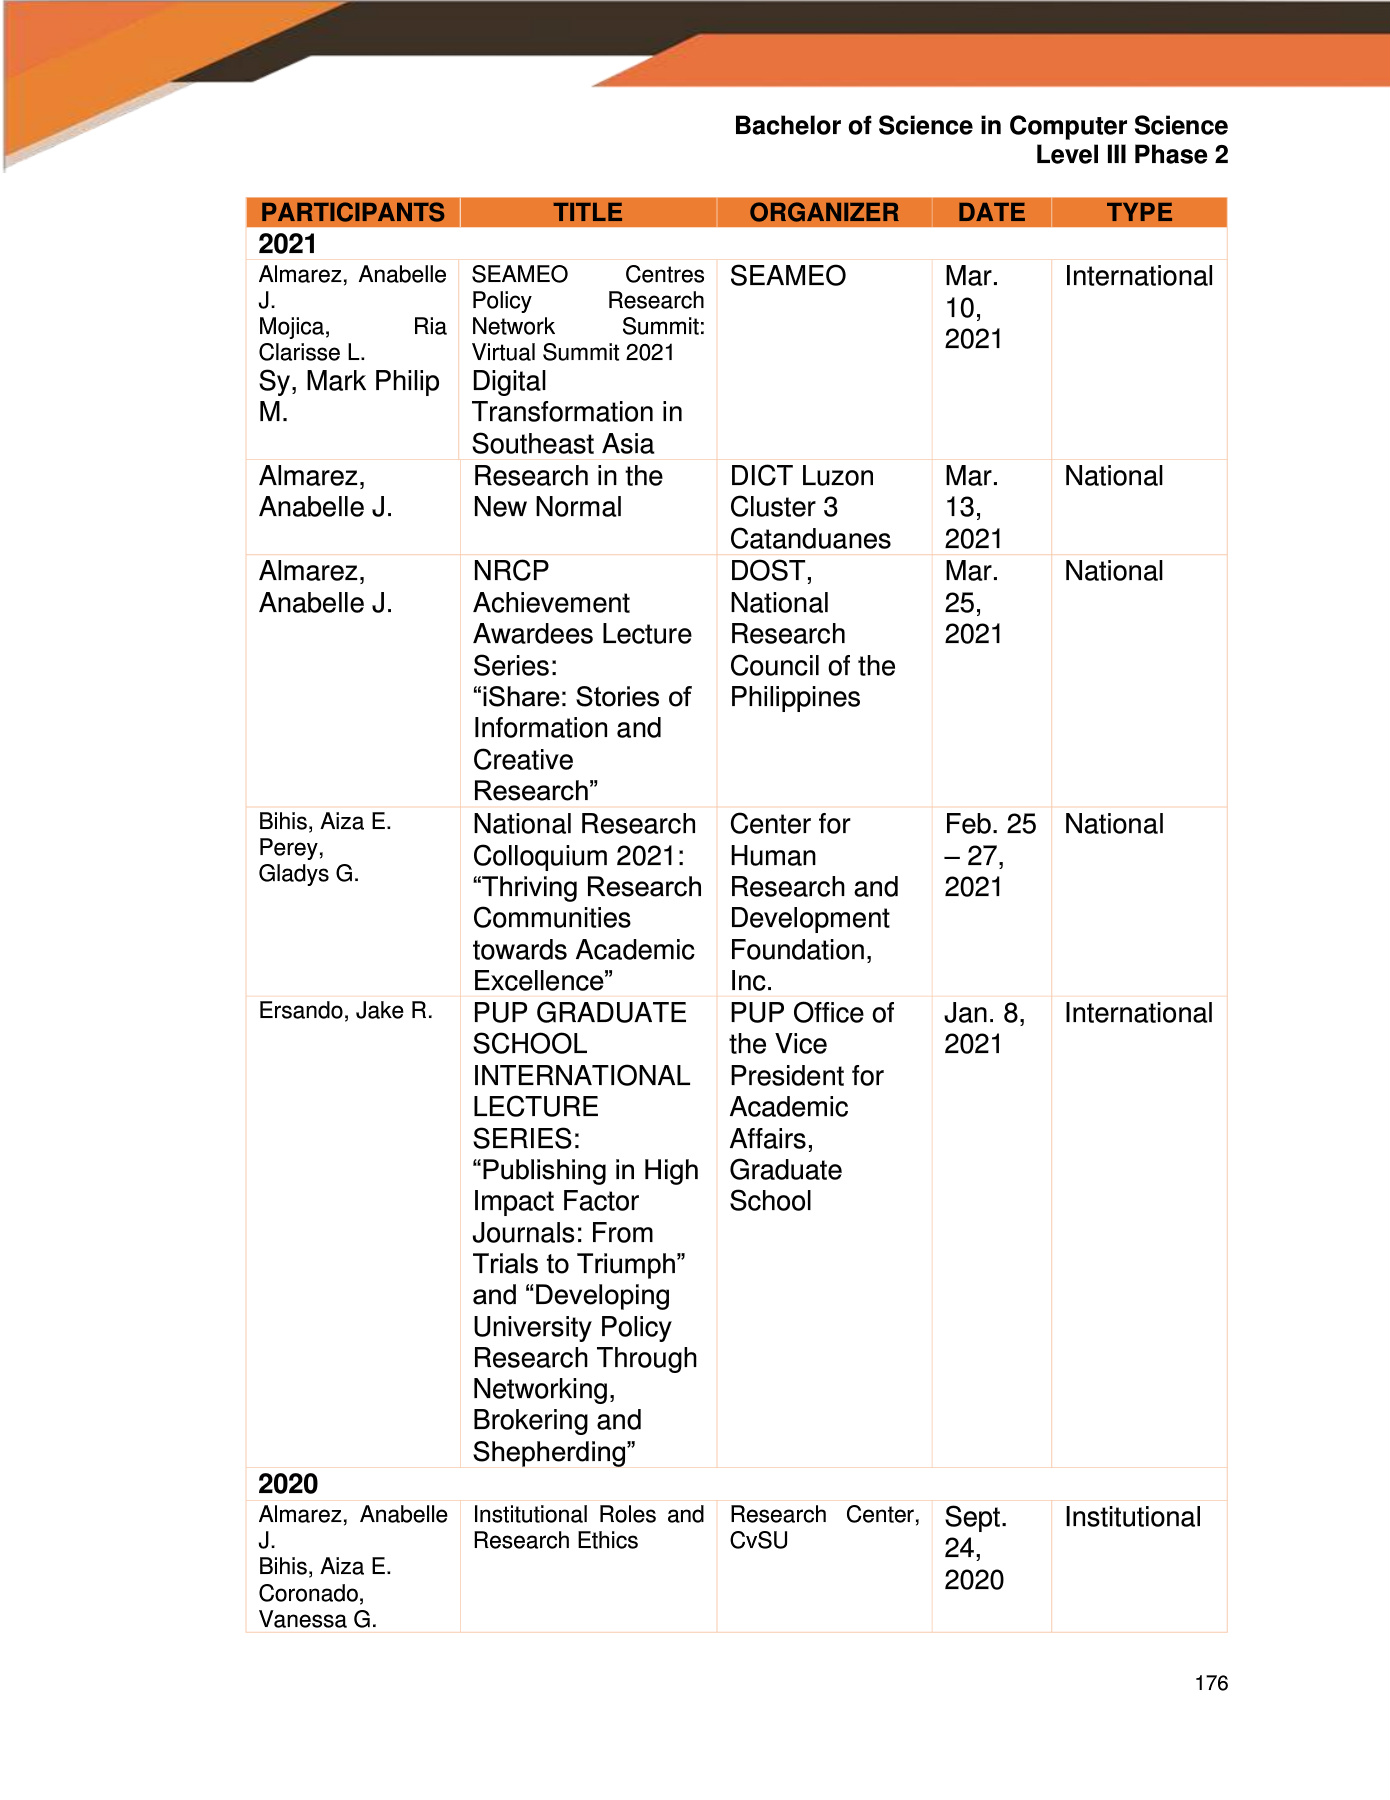 Bachelor of Science in Computer Science
Level III Phase 2
PARTICIPANTS TITLE ORGANIZER DATE TYPE
2021
Almarez, Anabelle
J.
Mojica, Ria
Clarisse L.
Sy, Mark Philip
M.
SEAMEO Centres
Policy Research
Network Summit:
Virtual Summit 2021
Digital
Transformation in
Southeast Asia
SEAMEO
Mar.
10,
2021
International
Almarez,
Anabelle J.
Research in the
New Normal
DICT Luzon
Cluster 3
Catanduanes
Mar.
13,
2021
National
Almarez,
Anabelle J.
NRCP
Achievement
Awardees Lecture
Series:
“iShare: Stories of
Information and
Creative
Research”
DOST,
National
Research
Council of the
Philippines
Mar.
25,
2021
National
Bihis, Aiza E.
Perey,
Gladys G.
National Research
Colloquium 2021:
“Thriving Research
Communities
towards Academic
Excellence”
Center for
Human
Research and
Development
Foundation,
Inc.
Feb. 25
– 27,
2021
National
Ersando, Jake R.
PUP GRADUATE
SCHOOL
INTERNATIONAL
LECTURE
SERIES:
“Publishing in High
Impact Factor
Journals: From
Trials to Triumph”
and “Developing
University Policy
Research Through
Networking,
Brokering and
Shepherding”
PUP Office of
the Vice
President for
Academic
Affairs,
Graduate
School
Jan. 8,
2021
International
2020
Almarez, Anabelle
J.
Bihis, Aiza E.
Coronado,
Vanessa G.
Institutional Roles and
Research Ethics
Research Center,
CvSU
Sept.
24,
2020
Institutional
176